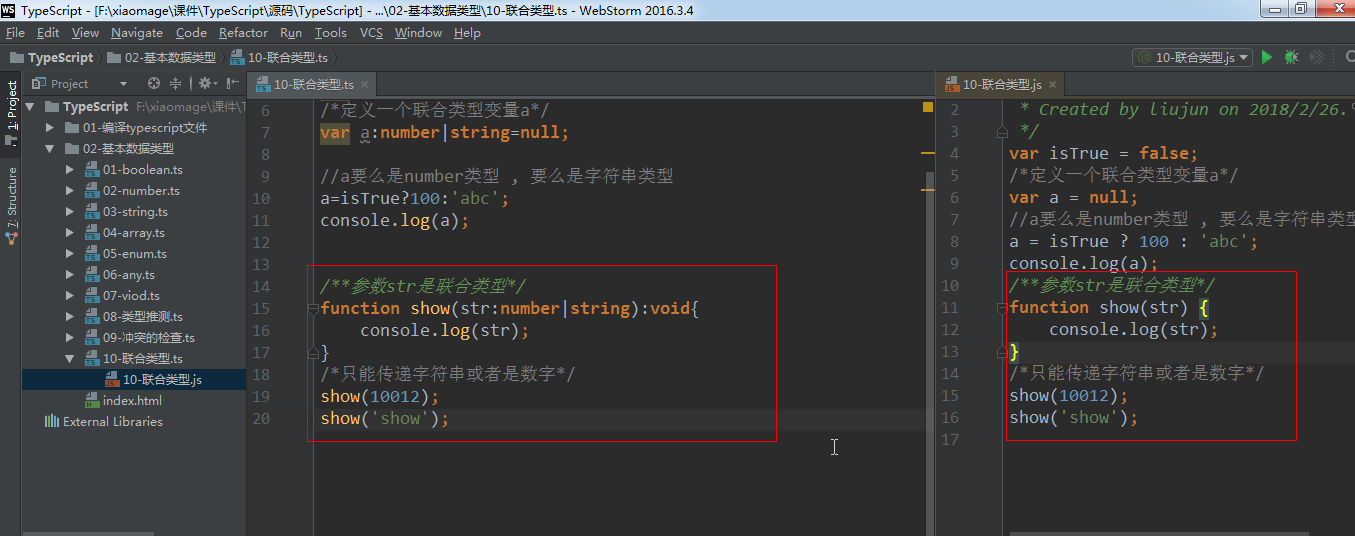 TypeScript - [F:\xiaomage\课件\TypeScript\源码\TypeScript] - ...\02-基本数据类型\10-联合类型.ts - WebStorm 2016.3.4
File Edit View Navigate Code Refactor Run Tools VCS Window Help
TypeScript 02-基本数据类型 10-联合类型.ts 10-联合类型.js
1: Project
7: Structure
Project
TypeScript F:\xiaomage\课件\T
01-编译typescript文件
02-基本数据类型
01-boolean.ts
02-number.ts
03-string.ts
04-array.ts
05-enum.ts
06-any.ts
07-viod.ts
08-类型推测.ts
09-冲突的检查.ts
10-联合类型.ts
10-联合类型.js
index.html
External Libraries
10-联合类型.ts
6 /*定义一个联合类型变量a*/
7 var a:number|string=null;
8
9 //a要么是number类型 , 要么是字符串类型
10 a=isTrue?100:'abc';
11 console.log(a);
12
13
14 /**参数str是联合类型*/
15 function show(str:number|string):void{
16 console.log(str);
17 }
18 /*只能传递字符串或者是数字*/
19 show(10012);
20 show('show');
10-联合类型.js
2 * Created by liujun on 2018/2/26.
3 */
4 var isTrue = false;
5 /*定义一个联合类型变量a*/
6 var a = null;
7 //a要么是number类型 , 要么是字符串类型
8 a = isTrue ? 100 : 'abc';
9 console.log(a);
10 /**参数str是联合类型*/
11 function show(str) {
12 console.log(str);
13 }
14 /*只能传递字符串或者是数字*/
15 show(10012);
16 show('show');
17